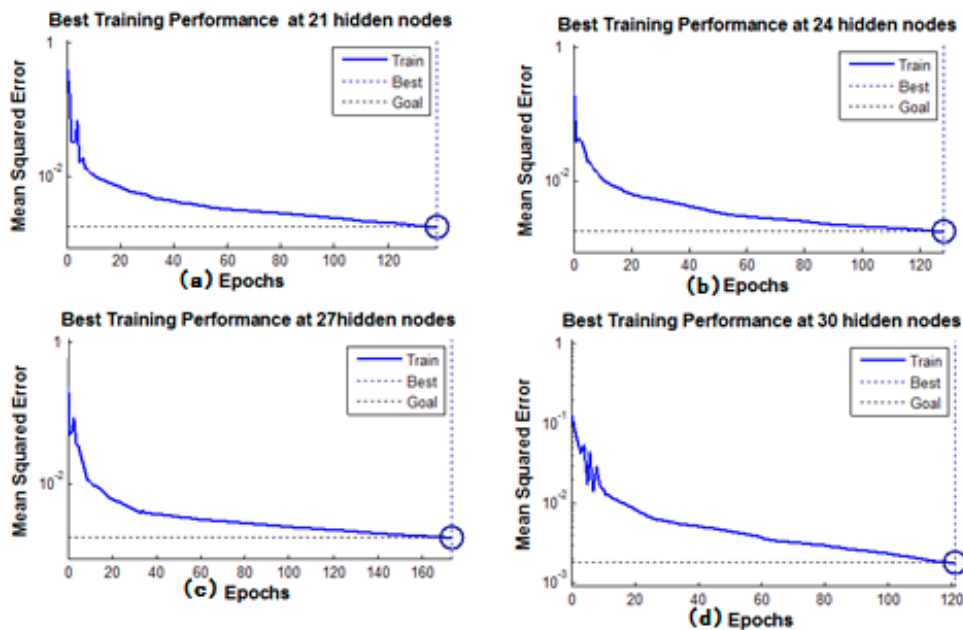 Best Training Performance at 21 hidden nodes
1
10-2
Mean Squared Error
Train
Best
Goal
0 20 40 60 80 100 120
(a) Epochs
Best Training Performance at 24 hidden nodes
1
10-2
Mean Squared Error
Train
Best
Goal
0 20 40 60 80 100 120
(b) Epochs
Best Training Performance at 27hidden nodes
1
10-2
Mean Squared Error
Train
Best
Goal
0 20 40 60 80 100 120 140 160
(c) Epochs
Best Training Performance at 30 hidden nodes
1
10-1
10-2
10-3
Mean Squared Error
Train
Best
Goal
0 20 40 60 80 100 120
(d) Epochs